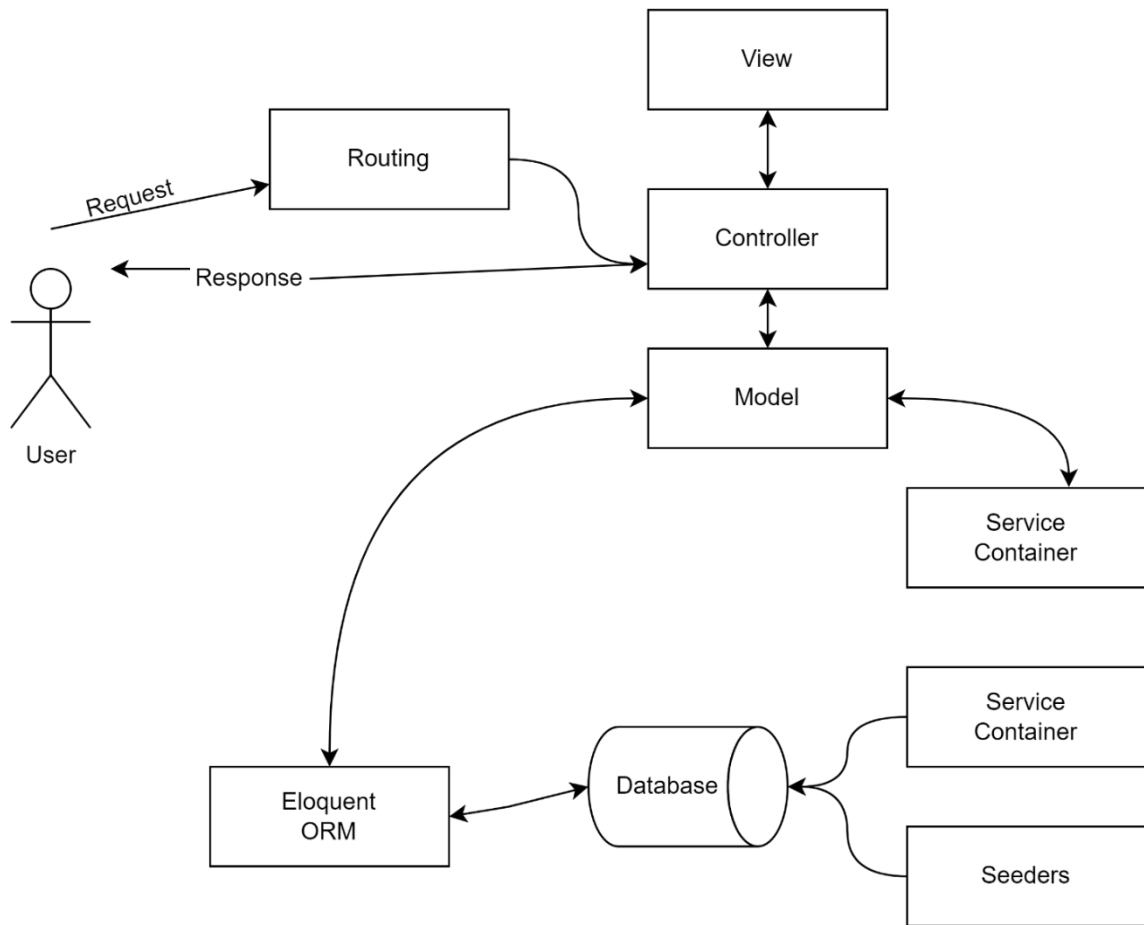 View
Routing
Request
Controller
Response
Model
User
Service
Container
Service
Container
Database
Eloquent
ORM
Seeders